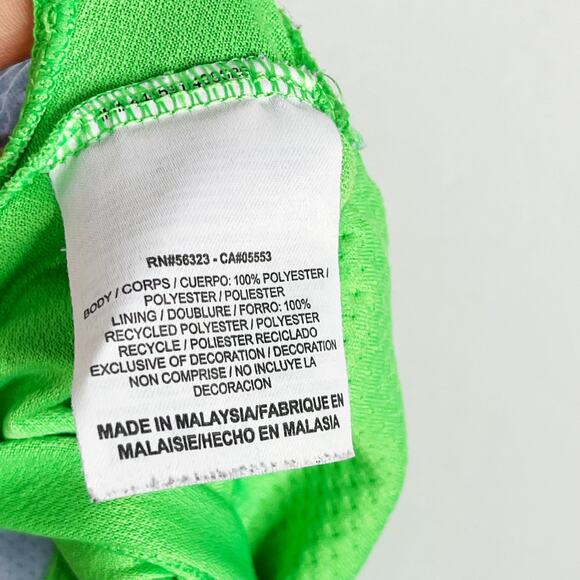 RN#56323 - CA#05553
BODY / CORPS / CUERPO: 100% POLYESTER /
POLYESTER / POLIESTER
LINING / DOUBLURE / FORRO: 100%
RECYCLED POLYESTER / POLYESTER
RECYCLE / POLIESTER RECICLADO
EXCLUSIVE OF DECORATION / DECORATION
NON COMPRISE / NO INCLUYE LA
DECORACION
MADE IN MALAYSIA/FABRIQUE EN
MALAISIE/HECHO EN MALASIA